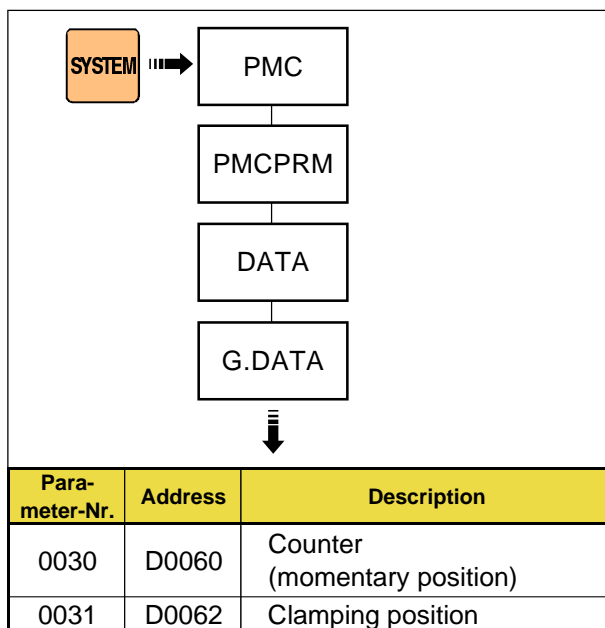 SYSTEM
PMC
PMCPRM
DATA
G.DATA
Para-
meter-Nr.
Address
Description
0030
D0060
Counter
(momentary position)
0031
D0062
Clamping position